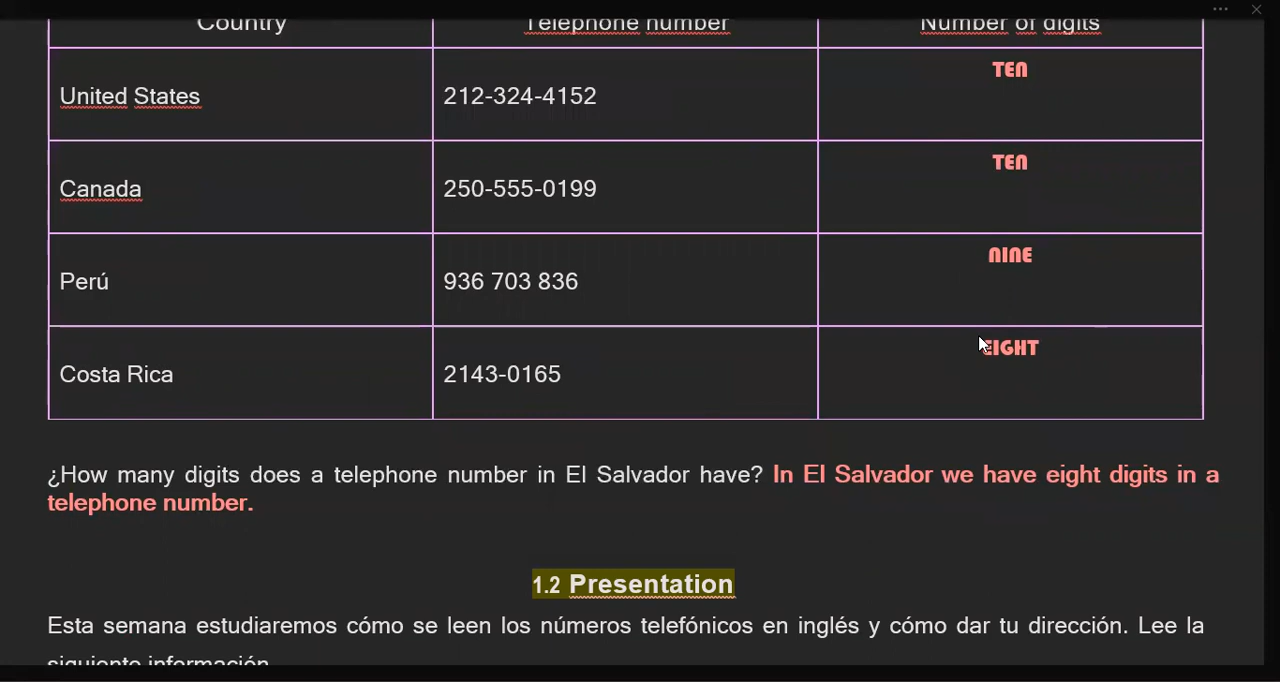 Country Telephone number Number of digits
TEN
United States 212-324-4152
TEN
Canada 250-555-0199
NINE
Perú 936 703 836
EIGHT
Costa Rica 2143-0165
¿How many digits does a telephone number in El Salvador have? In El Salvador we have eight digits in a
telephone number.
1.2 Presentation
Esta semana estudiaremos cómo se leen los números telefónicos en inglés y cómo dar tu dirección. Lee la
siguiente información